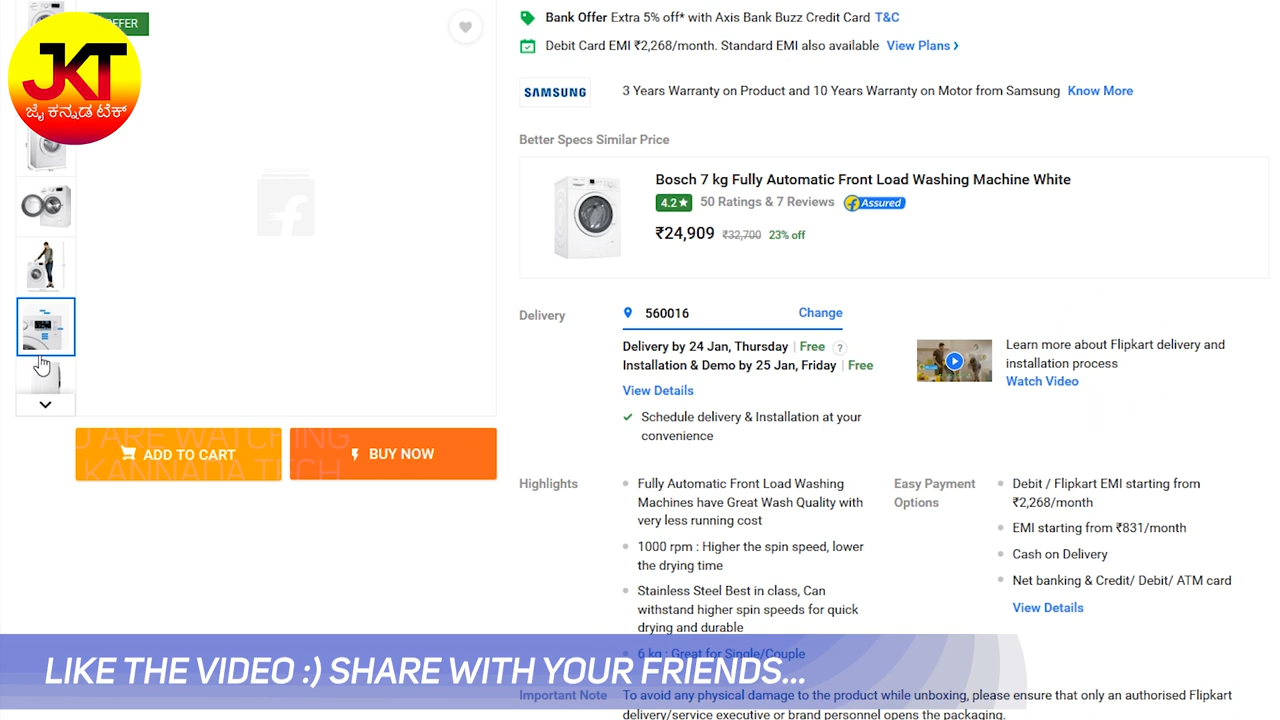 OFFER
JKT
ಜೈ ಕನ್ನಡ ಟೆಕ್
Bank Offer Extra 5% off* with Axis Bank Buzz Credit Card T&C
Debit Card EMI ₹2,268/month. Standard EMI also available View Plans
SAMSUNG
3 Years Warranty on Product and 10 Years Warranty on Motor from Samsung Know More
Better Specs Similar Price
Bosch 7 kg Fully Automatic Front Load Washing Machine White
4.2★ 50 Ratings & 7 Reviews Assured
₹24,909 ₹32,700 23% off
Delivery
560016 Change
Delivery by 24 Jan, Thursday | Free ?
Installation & Demo by 25 Jan, Friday | Free
View Details
Schedule delivery & Installation at your
convenience
Learn more about Flipkart delivery and
installation process
Watch Video
ARE WATCHING
KANNADA TECH
ADD TO CART
BUY NOW
Highlights
Fully Automatic Front Load Washing
Machines have Great Wash Quality with
very less running cost
1000 rpm : Higher the spin speed, lower
the drying time
Stainless Steel Best in class, Can
withstand higher spin speeds for quick
drying and durable
6 kg : Great for Single/Couple
Easy Payment
Options
Debit / Flipkart EMI starting from
₹2,268/month
EMI starting from ₹831/month
Cash on Delivery
Net banking & Credit/ Debit/ ATM card
View Details
LIKE THE VIDEO :) SHARE WITH YOUR FRIENDS...
Important Note
To avoid any physical damage to the product while unboxing, please ensure that only an authorised Flipkart
delivery/service executive or brand personnel opens the packaging.